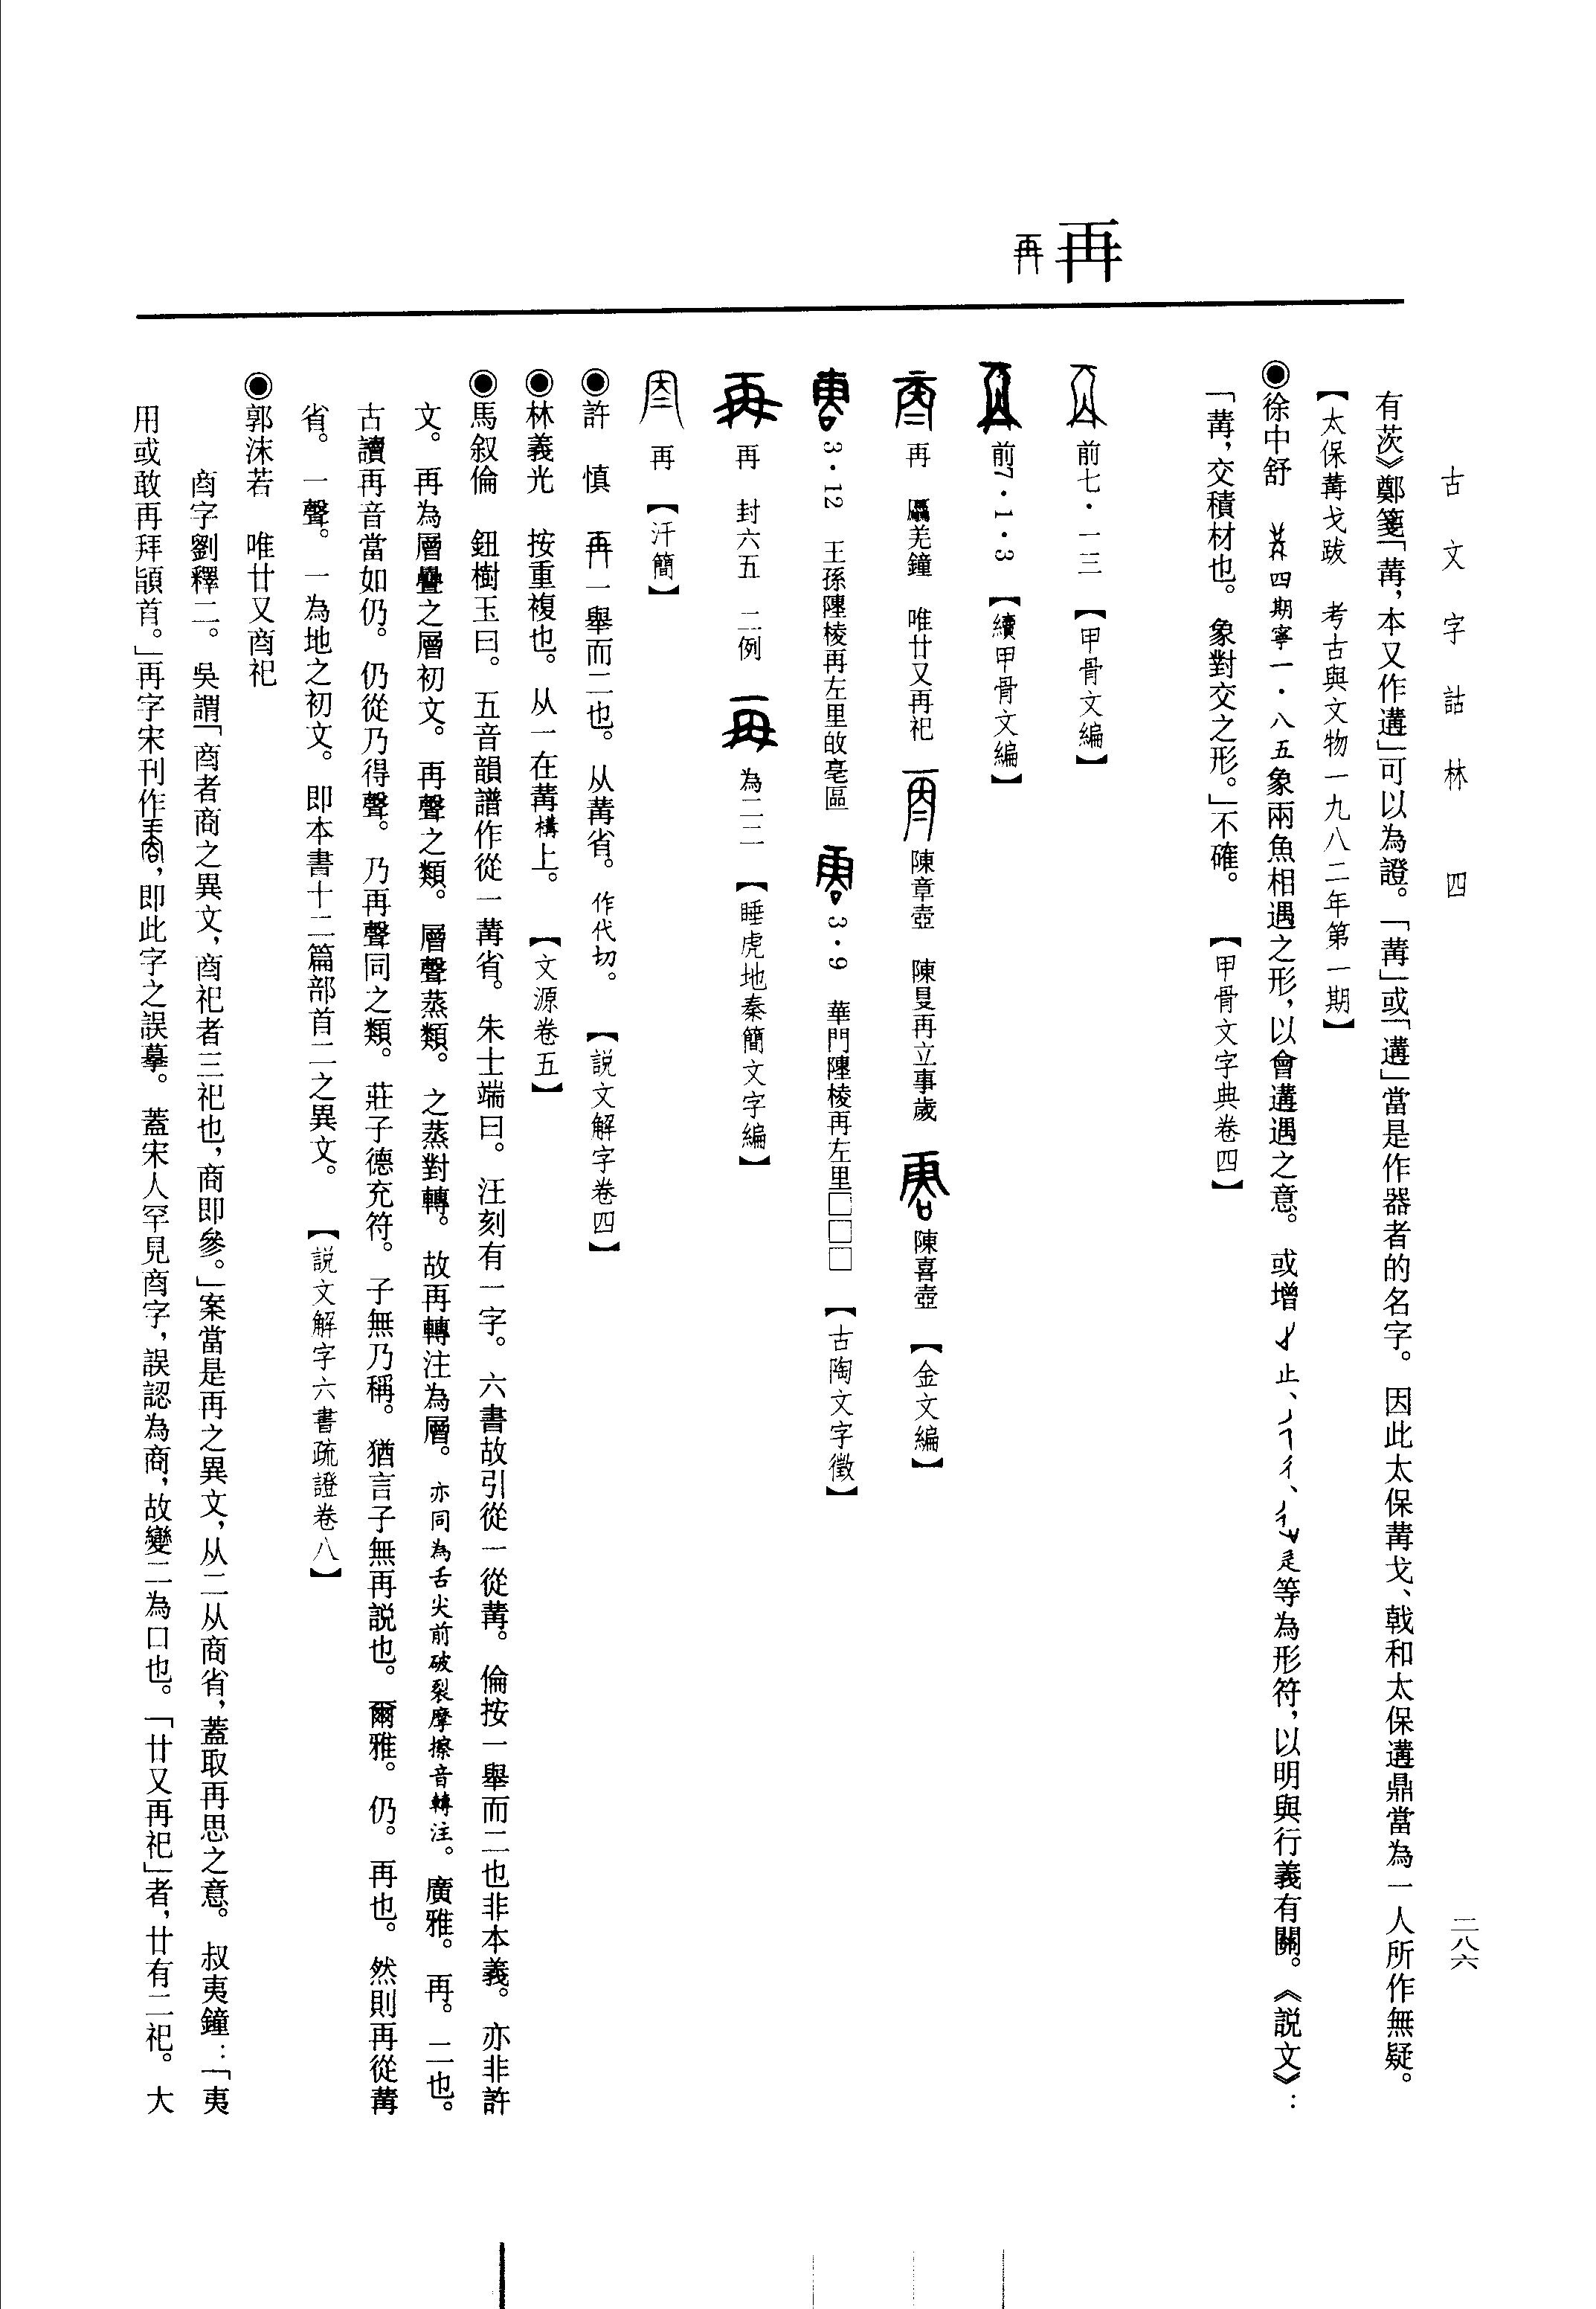 古文字詁林 四
二八六
再
有茨》鄭箋「冓,本又作遘」可以為證。「冓」或「遘」當是作器者的名字。因此太保冓戈、戟和太保遘鼎當為一人所作無疑。
【太保冓戈跋 考古與文物一九八二年第一期】
◉徐中舒 四期寧一·八五象兩魚相遇之形,以會遘遇之意。或增止、彳、辵等為形符,以明與行義有關。《説文》:
「冓,交積材也。象對交之形。」不確。 【甲骨文字典卷四】
前七·一三 【甲骨文編】
前7·1·3 【續甲骨文編】
再 𠫑羌鐘 唯廿又再祀 陳章壺 陳㝵再立事歲 陳喜壺 【金文編】
3·12 王孫陳棱再左里敀亳區 3·9 華門陳棱再左里□□□ 【古陶文字徵】
再 封六五 二例 為二二 【睡虎地秦簡文字編】
再 【汗簡】
◉許 慎 再一舉而二也。从冓省。作代切。 【説文解字卷四】
◉林義光 按重複也。从一在冓構上。 【文源卷五】
◉馬叙倫 鈕樹玉曰。五音韻譜作從一冓省。朱士端曰。汪刻有一字。六書故引從一從冓。倫按一舉而二也非本義。亦非許
文。再為層疊之層初文。再聲之類。層聲蒸類。之蒸對轉。故再轉注為層。亦同為舌尖前破裂摩擦音轉注。廣雅。再。二也。
古讀再音當如仍。仍從乃得聲。乃再聲同之類。莊子德充符。子無乃稱。猶言子無再説也。爾雅。仍。再也。然則再從冓
省。一聲。一為地之初文。即本書十二篇部首二之異文。 【説文解字六書疏證卷八】
◉郭沫若 唯廿又啇祀
啇字劉釋二。吳謂「啇者商之異文,啇祀者三祀也,商即參。」案當是再之異文,从二从商省,蓋取再思之意。叔夷鐘:「夷
用或敢再拜䭫首。」再字宋刊作,即此字之誤摹。蓋宋人罕見啇字,誤認為商,故變二為口也。「廿又再祀」者,廿有二祀。大